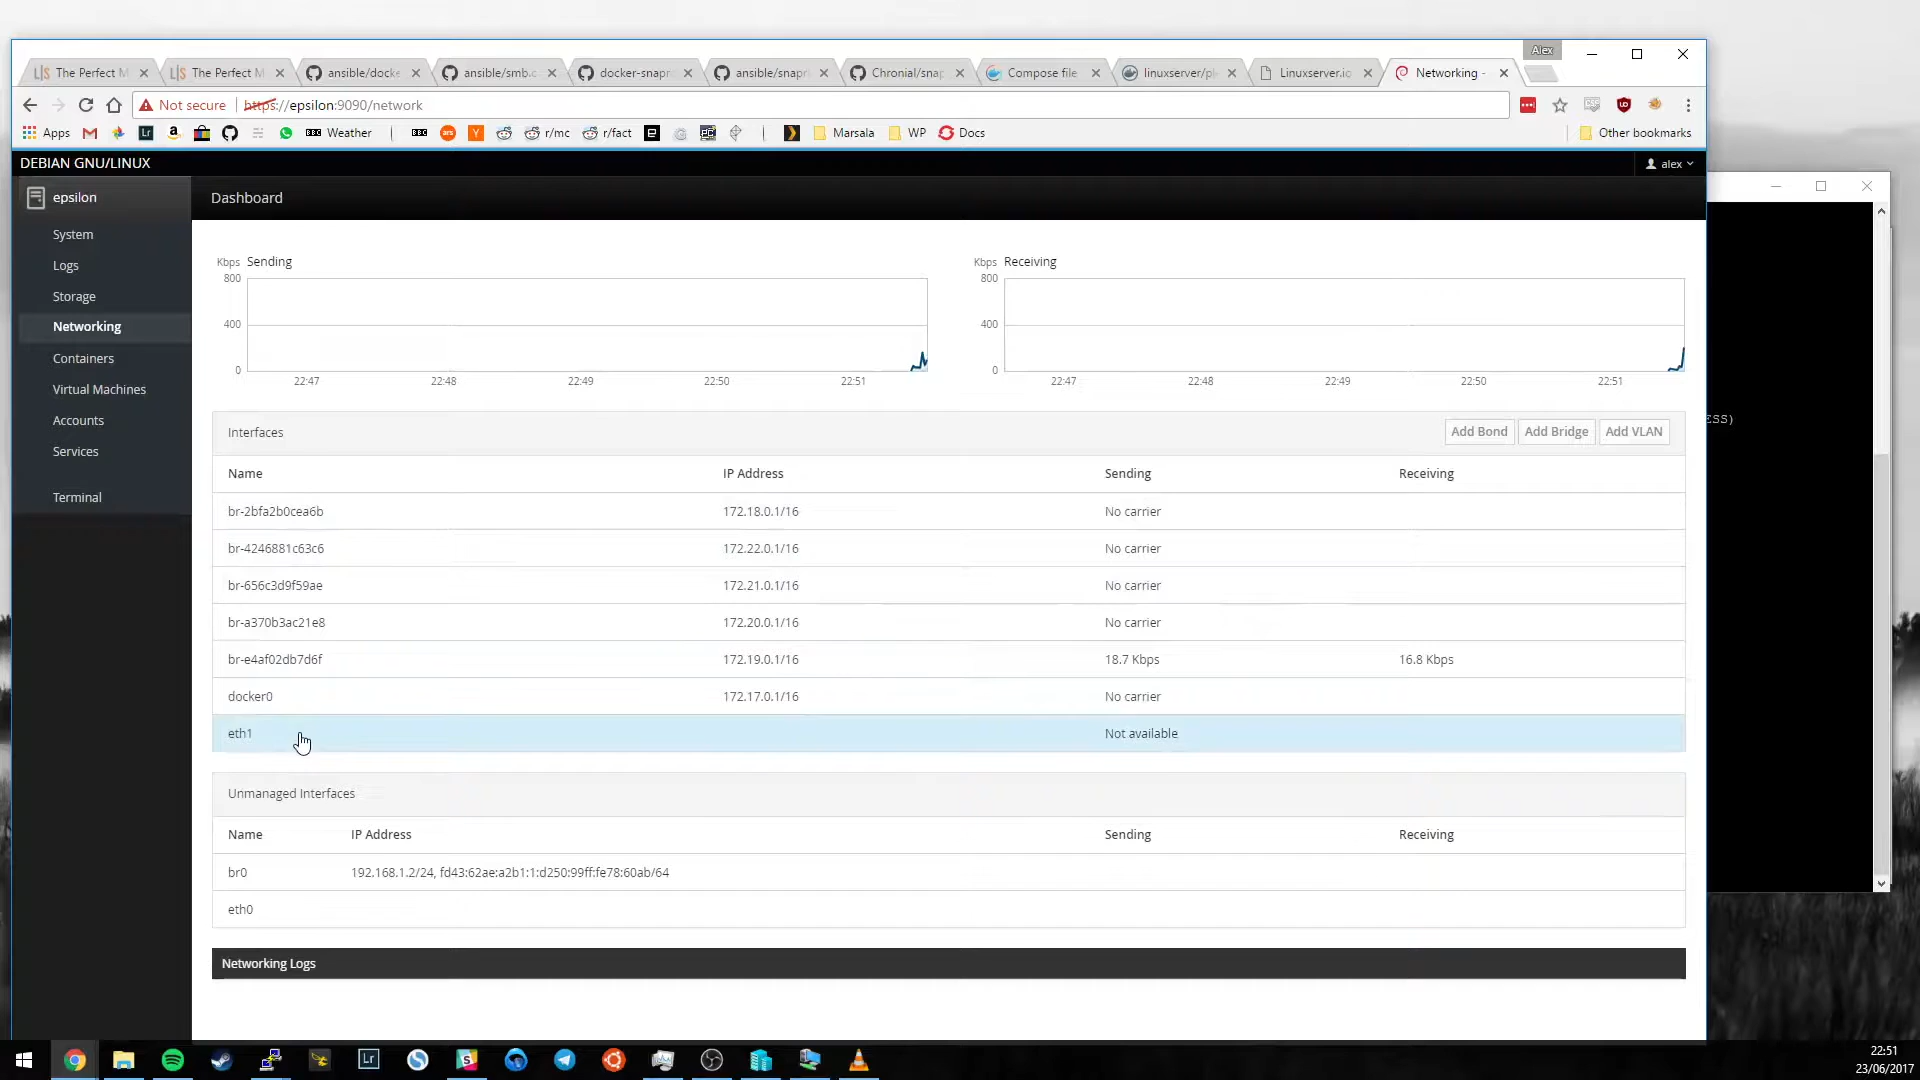 Alex
The Perfect M
The Perfect M
ansible/docke
ansible/smb.c
docker-snapr
ansible/snapr
Chronial/snap
Compose file
linuxserver/pl
Linuxserver.io
Networking -
Not secure
https://epsilon:9090/network
Apps
BBC Weather
BBC
r/mc
r/fact
Marsala
WP
Docs
Other bookmarks
DEBIAN GNU/LINUX
alex
epsilon
Dashboard
System
Logs
Storage
Networking
Containers
Virtual Machines
Accounts
Services
Terminal
Kbps Sending
800
400
0
22:47 22:48 22:49 22:50 22:51
Kbps Receiving
800
400
0
22:47 22:48 22:49 22:50 22:51
ESS)
Interfaces
Add Bond Add Bridge Add VLAN
Name IP Address Sending Receiving
br-2bfa2b0cea6b 172.18.0.1/16 No carrier
br-4246881c63c6 172.22.0.1/16 No carrier
br-656c3d9f59ae 172.21.0.1/16 No carrier
br-a370b3ac21e8 172.20.0.1/16 No carrier
br-e4af02db7d6f 172.19.0.1/16 18.7 Kbps 16.8 Kbps
docker0 172.17.0.1/16 No carrier
eth1 Not available
Unmanaged Interfaces
Name IP Address Sending Receiving
br0 192.168.1.2/24, fd43:62ae:a2b1:1:d250:99ff:fe78:60ab/64
eth0
Networking Logs
Lr
22:51
23/06/2017